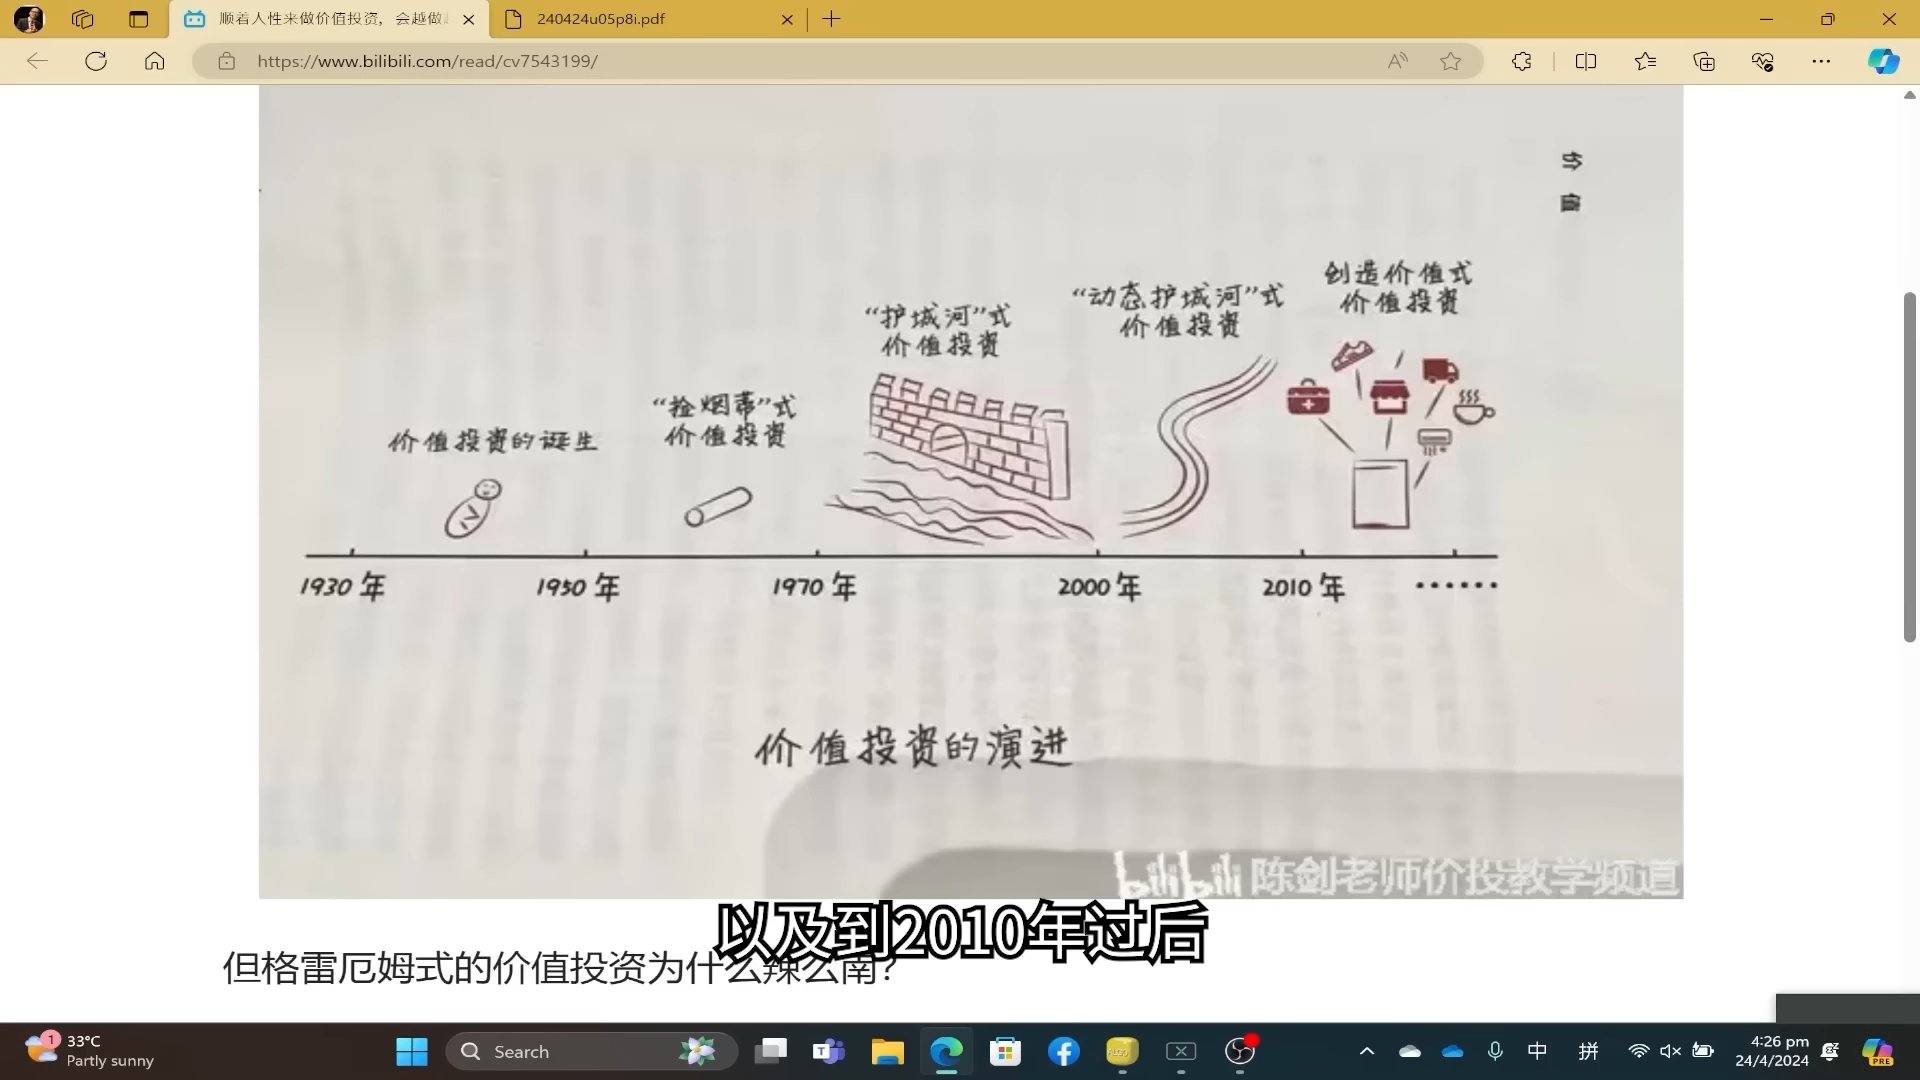 顺着人性来做价值投资，会越做
240424u05p8i.pdf
https://www.bilibili.com/read/cv7543199/
创造价值式
价值投资
“动态护城河”式
价值投资
“护城河”式
价值投资
“捡烟蒂”式
价值投资
价值投资的诞生
1930年
1950年
1970年
2000年
2010年
……
价值投资的演进
bilibili 陈剑老师价投教学频道
以及到2010年过后
但格雷厄姆式的价值投资为什么辣么南？
1
33°C
Partly sunny
Search
ALGO
中
拼
4:26 pm
24/4/2024
PRE